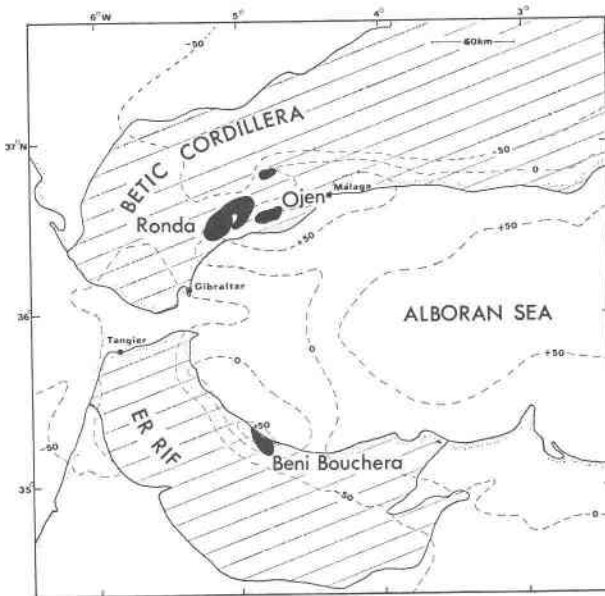 6°W
5°
4°
3°
-50
60km
37°N
BETIC CORDILLERA
-50
0
Málaga
Ojen
Ronda
+50
+50
Gibraltar
36
ALBORAN SEA
Tangier
0
0
+50
ER RIF
+50
-50
Beni Bouchera
35
-50
0